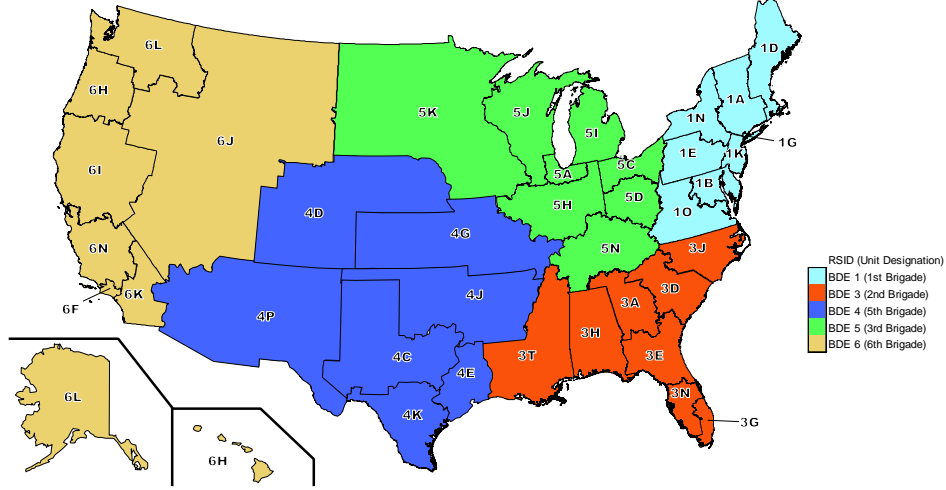 1D
6L
6H
5K
5J
1A
1N
5I
1G
6J
1E
1K
5C
6I
5A
1B
5D
5H
4D
1O
4G
6N
5N
3J
RSID (Unit Designation)
BDE 1 (1st Brigade)
6K
4J
3D
BDE 3 (2nd Brigade)
6F
3A
BDE 4 (5th Brigade)
4P
3H
BDE 5 (3rd Brigade)
4C
3T
3E
BDE 6 (6th Brigade)
4E
6L
3N
4K
3G
6H